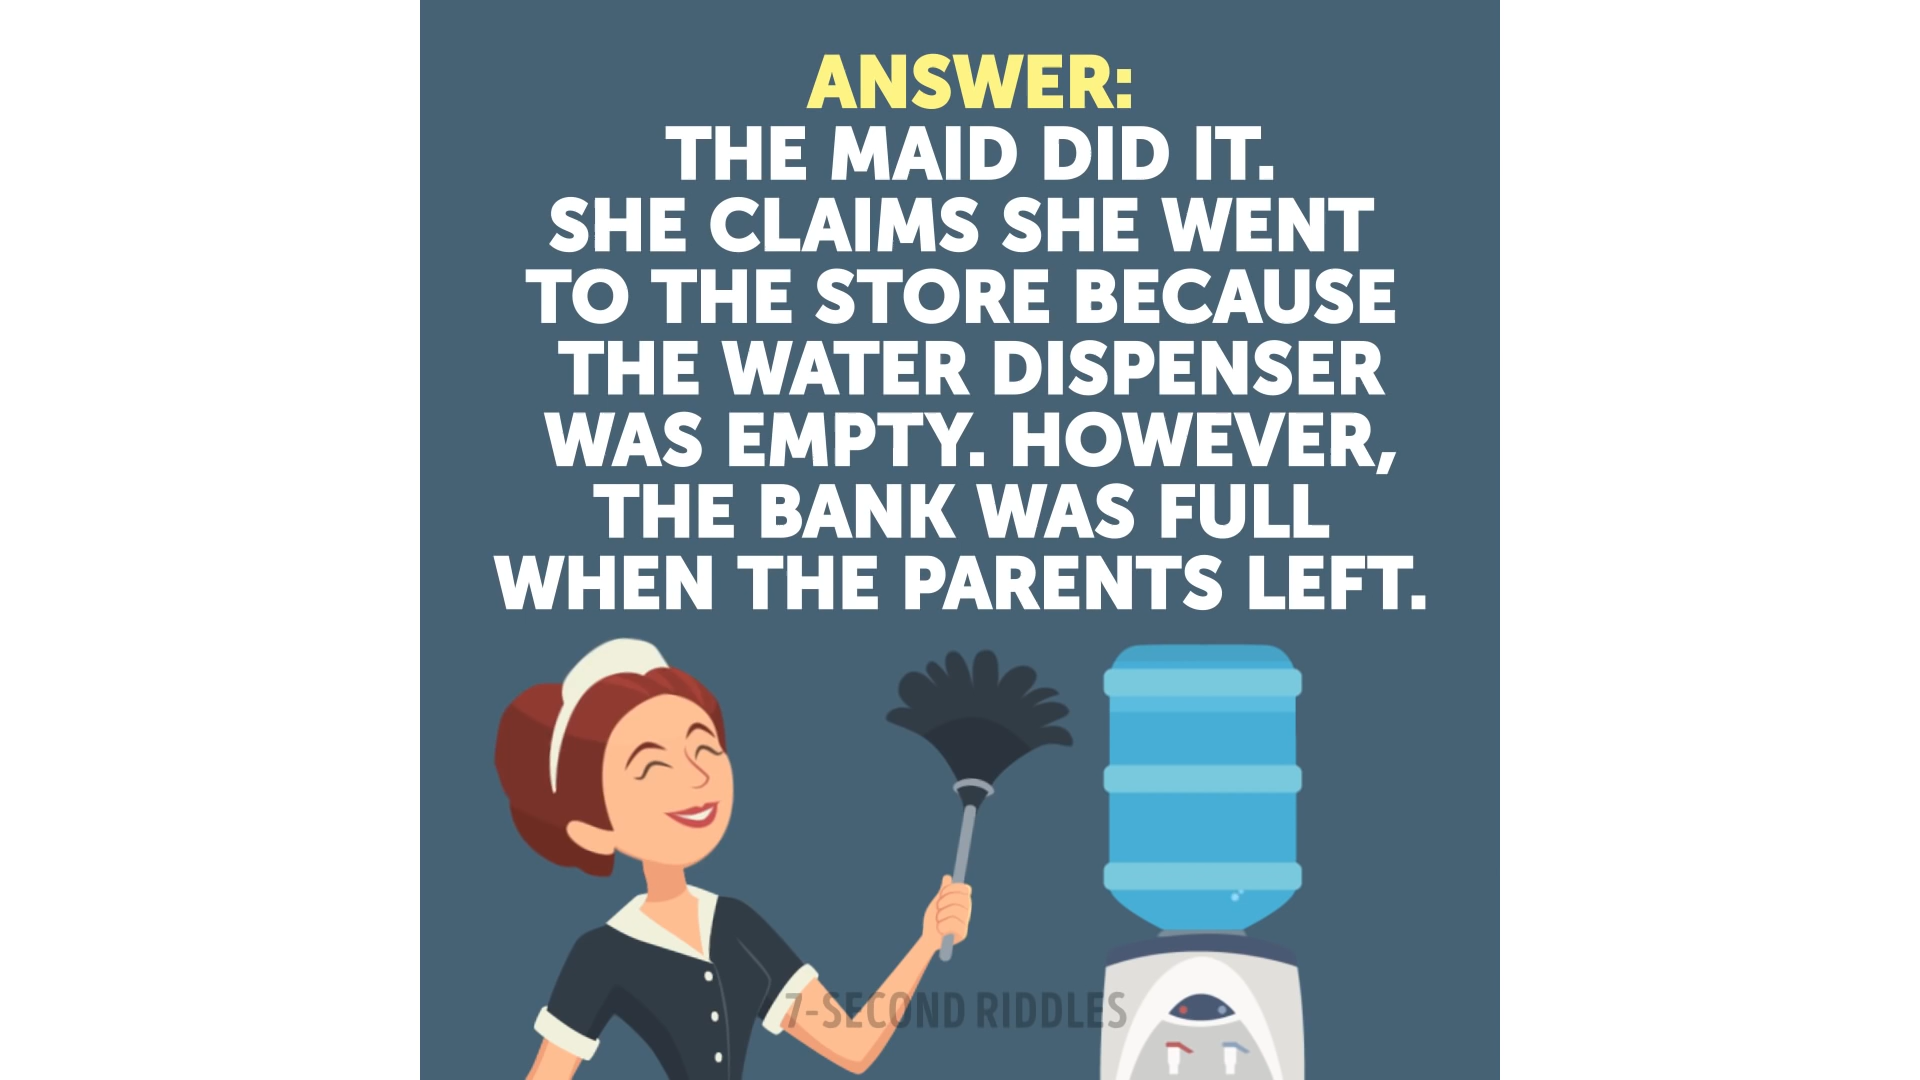 ANSWER:
THE MAID DID IT.
SHE CLAIMS SHE WENT
TO THE STORE BECAUSE
THE WATER DISPENSER
WAS EMPTY. HOWEVER,
THE BANK WAS FULL
WHEN THE PARENTS LEFT.
7-SECOND RIDDLES